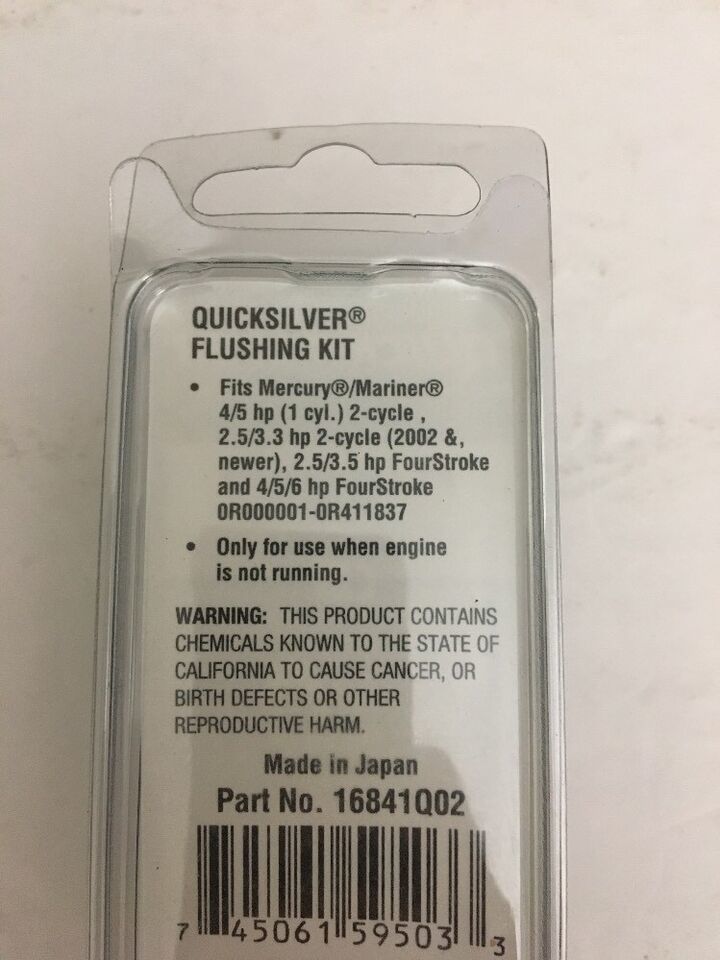 QUICKSILVER®
FLUSHING KIT
• Fits Mercury®/Mariner®
4/5 hp (1 cyl.) 2-cycle ,
2.5/3.3 hp 2-cycle (2002 &,
newer), 2.5/3.5 hp FourStroke
and 4/5/6 hp FourStroke
0R000001-0R411837
• Only for use when engine
is not running.
WARNING: THIS PRODUCT CONTAINS
CHEMICALS KNOWN TO THE STATE OF
CALIFORNIA TO CAUSE CANCER, OR
BIRTH DEFECTS OR OTHER
REPRODUCTIVE HARM.
Made in Japan
Part No. 16841Q02
7 45061 59503 3